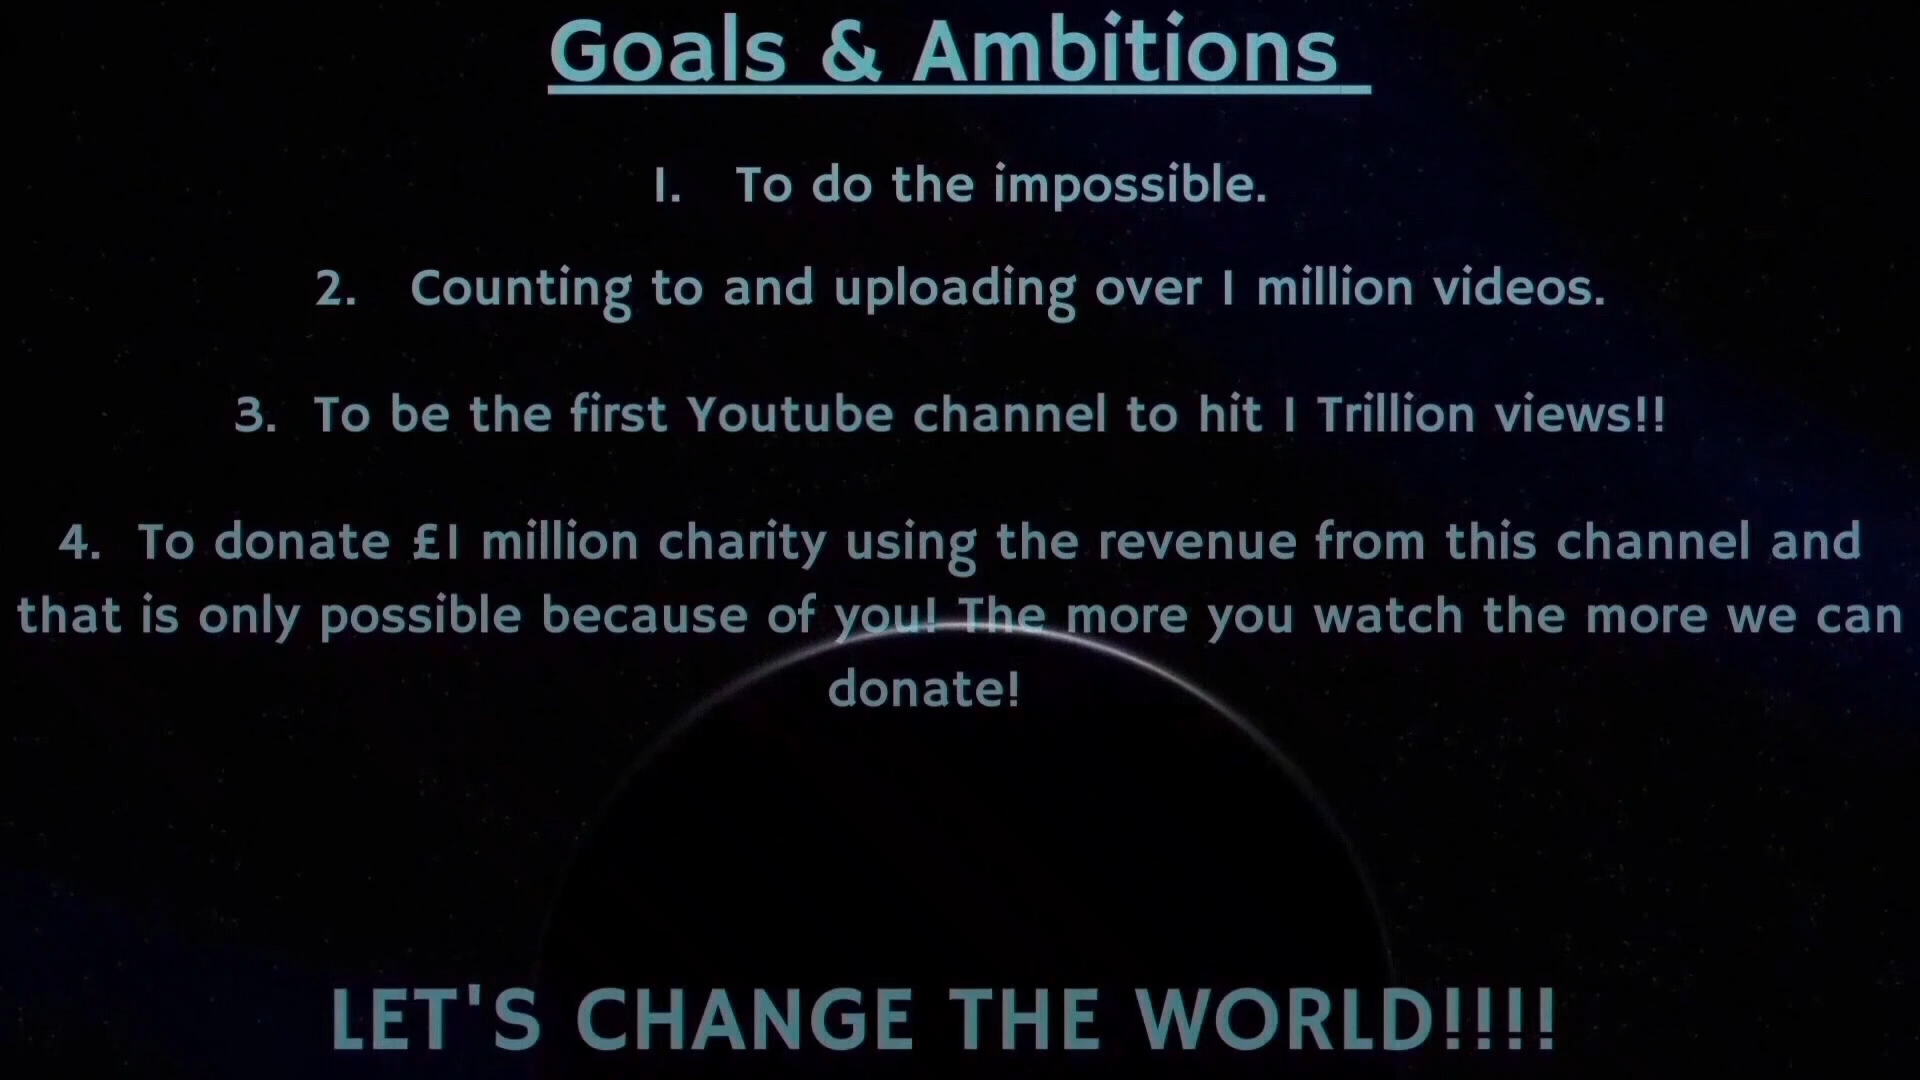 Goals & Ambitions
1. To do the impossible.
2. Counting to and uploading over 1 million videos.
3. To be the first Youtube channel to hit 1 Trillion views!!
4. To donate £1 million charity using the revenue from this channel and
that is only possible because of you! The more you watch the more we can
donate!
LET'S CHANGE THE WORLD!!!!